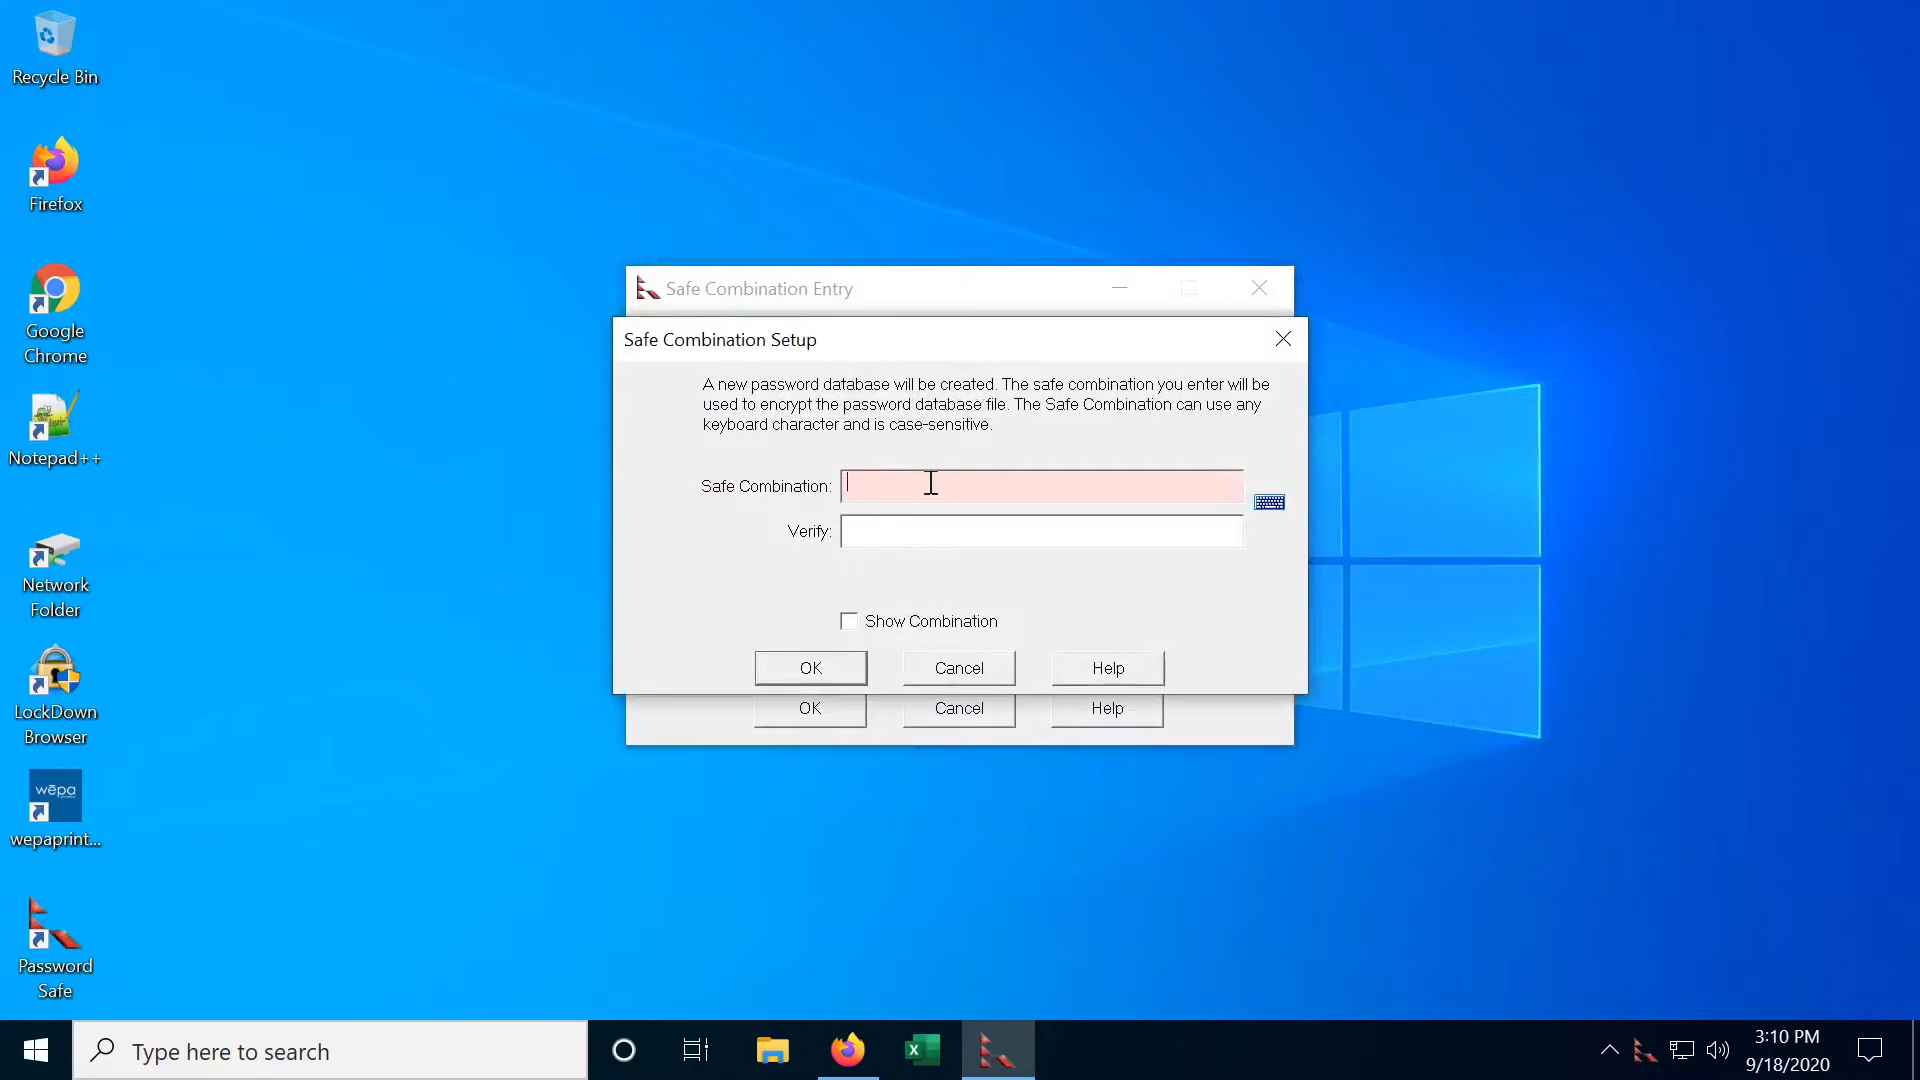 Recycle Bin
Firefox
Google
Chrome
Notepad++
Network
Folder
LockDown
Browser
wēpa
wepaprint...
Password
Safe
Safe Combination Entry
Safe Combination Setup
A new password database will be created. The safe combination you enter will be
used to encrypt the password database file. The Safe Combination can use any
keyboard character and is case-sensitive.
Safe Combination:
Verify:
Show Combination
OK Cancel Help
OK Cancel Help
Type here to search
3:10 PM
9/18/2020